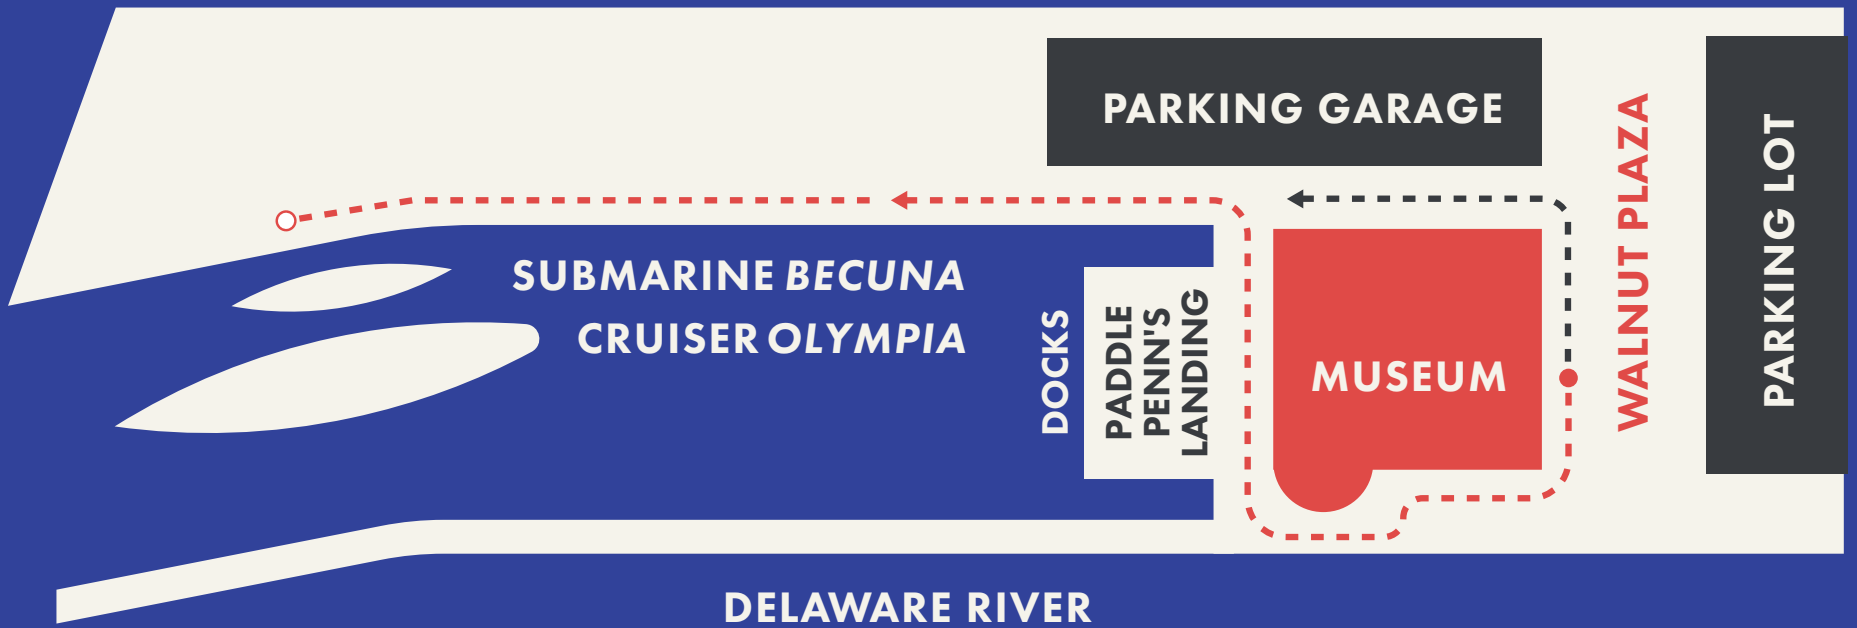 PARKING GARAGE
WALNUT PLAZA
PARKING LOT
SUBMARINE BECUNA
CRUISER OLYMPIA
DOCKS
PADDLE
PENN'S
LANDING
MUSEUM
DELAWARE RIVER